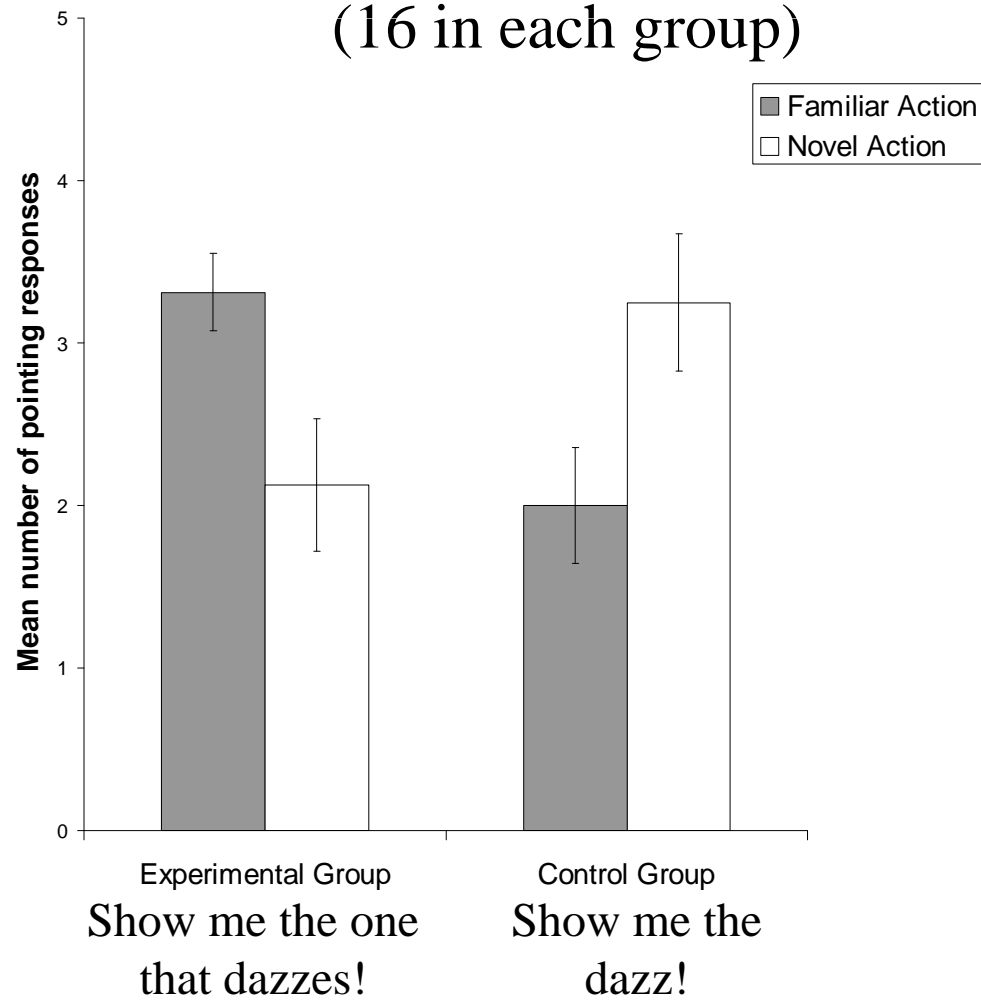 (16 in each group)
Familiar Action
Novel Action
Mean number of pointing responses
5
4
3
2
1
0
Experimental Group
Control Group
Show me the one
that dazzes!
Show me the
dazz!